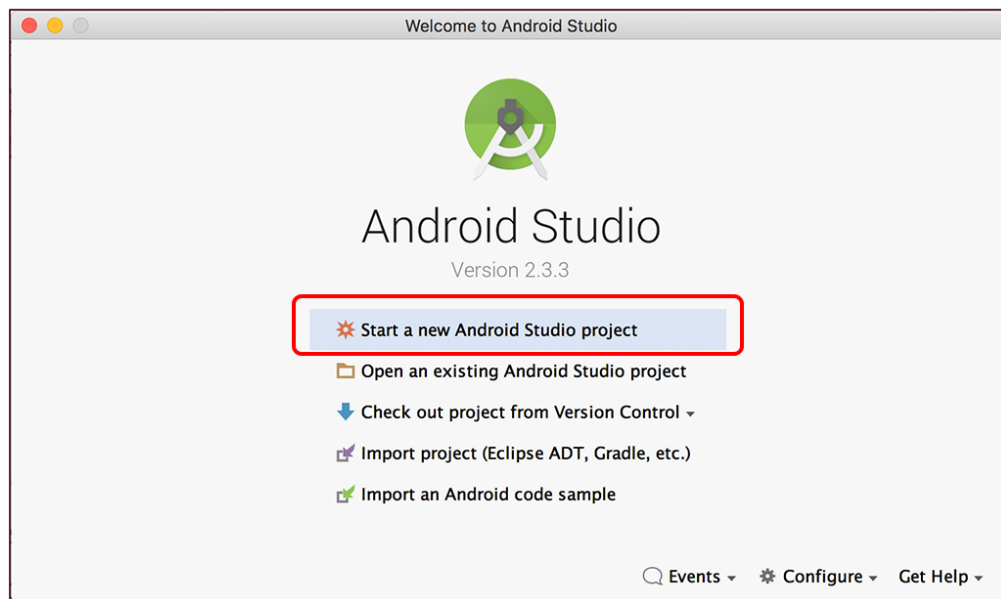 Welcome to Android Studio
Android Studio
Version 2.3.3
Start a new Android Studio project
Open an existing Android Studio project
Check out project from Version Control
Import project (Eclipse ADT, Gradle, etc.)
Import an Android code sample
Events Configure Get Help